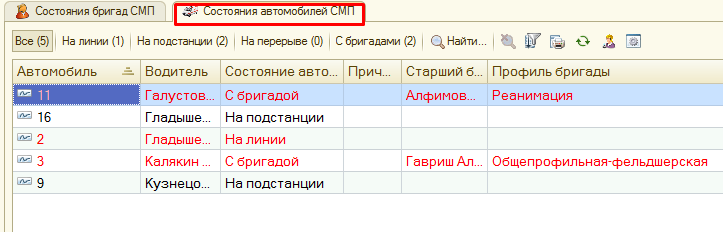 Состояния бригад СМП Состояния автомобилей СМП
Все (5) На линии (1) На подстанции (2) На перерыве (0) С бригадами (2) Найти...
Автомобиль Водитель Состояние авто... Прич... Старший б... Профиль бригады
11 Галустов... С бригадой Алфимов... Реанимация
16 Гладыше... На подстанции
2 Гладыше... На линии
3 Калякин ... С бригадой Гавриш Ал... Общепрофильная-фельдшерская
9 Кузнецо... На подстанции